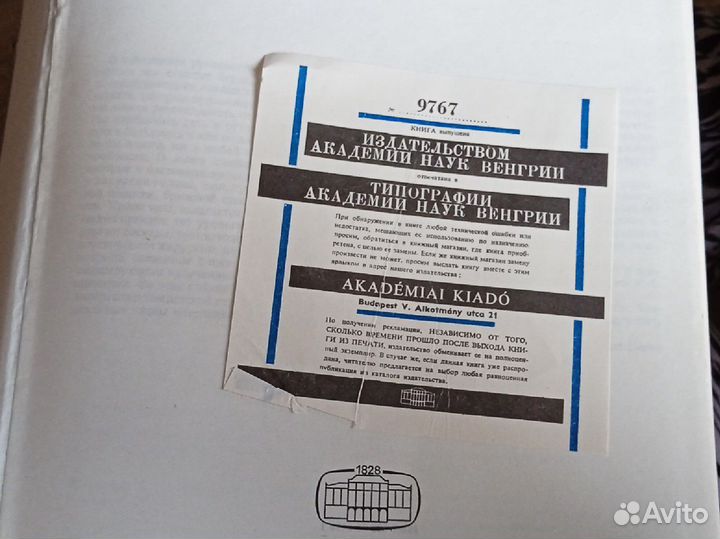 № 9767
КНИГА выпущена
ИЗДАТЕЛЬСТВОМ
АКАДЕМИИ НАУК ВЕНГРИИ
отпечатана в
ТИПОГРАФИИ
АКАДЕМИИ НАУК ВЕНГРИИ
При обнаружении в книге любой технической ошибки или
недостатка, мешающих ее использованию по назначению
просим, обратиться в книжный магазин, где книга приоб-
ретена, с целью ее замены. Если же книжный магазин замену
произвести не может, просим выслать книгу вместе с этим
ярлыком в адрес нашего издательства:
AKADÉMIAI KIADÓ
Budapest V. Alkotmány utca 21
По получении рекламации, НЕЗАВИСИМО ОТ ТОГО,
СКОЛЬКО ВРЕМЕНИ ПРОШЛО ПОСЛЕ ВЫХОДА КНИ-
ГИ ИЗ ПЕЧАТИ, издательство обменивает ее на полноцен-
ный экземпляр. В случае же, если данная книга уже распро-
дана, читателю предлагается на выбор любая равноценная
публикация из каталога издательства.
1828
Avito